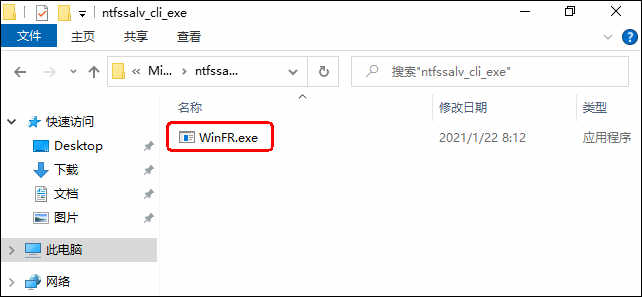 ntfssalv_cli_exe
文件 主页 共享 查看
« Mi... ntfssa... 搜索"ntfssalv_cli_exe"
名称 修改日期 类型
快速访问
WinFR.exe 2021/1/22 8:12 应用程序
Desktop
下载
文档
图片
此电脑
网络